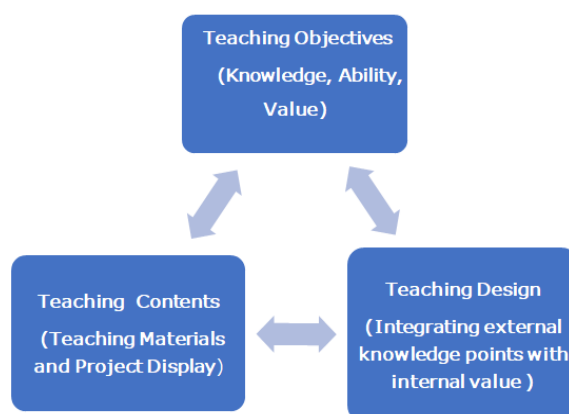 Teaching Objectives
(Knowledge, Ability,
Value)
Teaching Contents
(Teaching Materials
and Project Display)
Teaching Design
(Integrating external
knowledge points with
internal value )